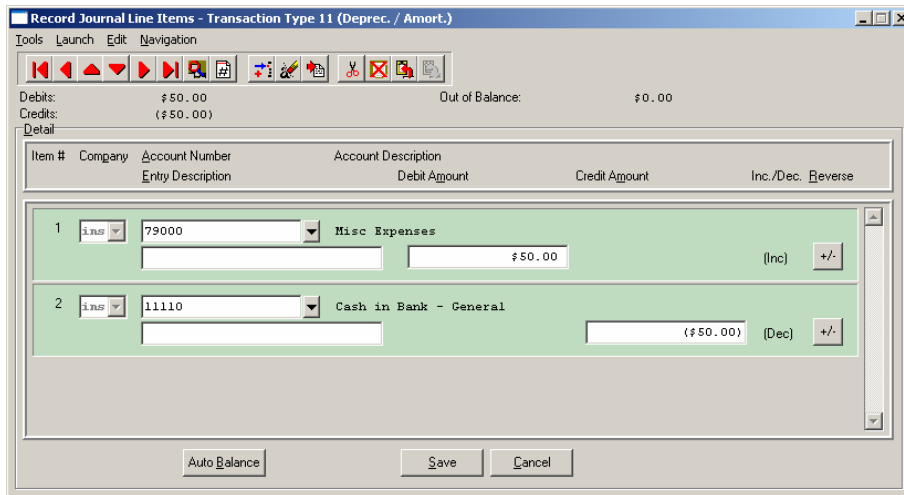 Record Journal Line Items - Transaction Type 11 (Deprec. / Amort.)
Tools Launch Edit Navigation
Debits: $50.00 Out of Balance: $0.00
Credits: ($50.00)
Detail
Item # Company Account Number Account Description
Entry Description Debit Amount Credit Amount Inc./Dec. Reverse
1 ins 79000 Misc Expenses
$50.00 (Inc) +/-
2 ins 11110 Cash in Bank - General
($50.00) (Dec) +/-
Auto Balance Save Cancel